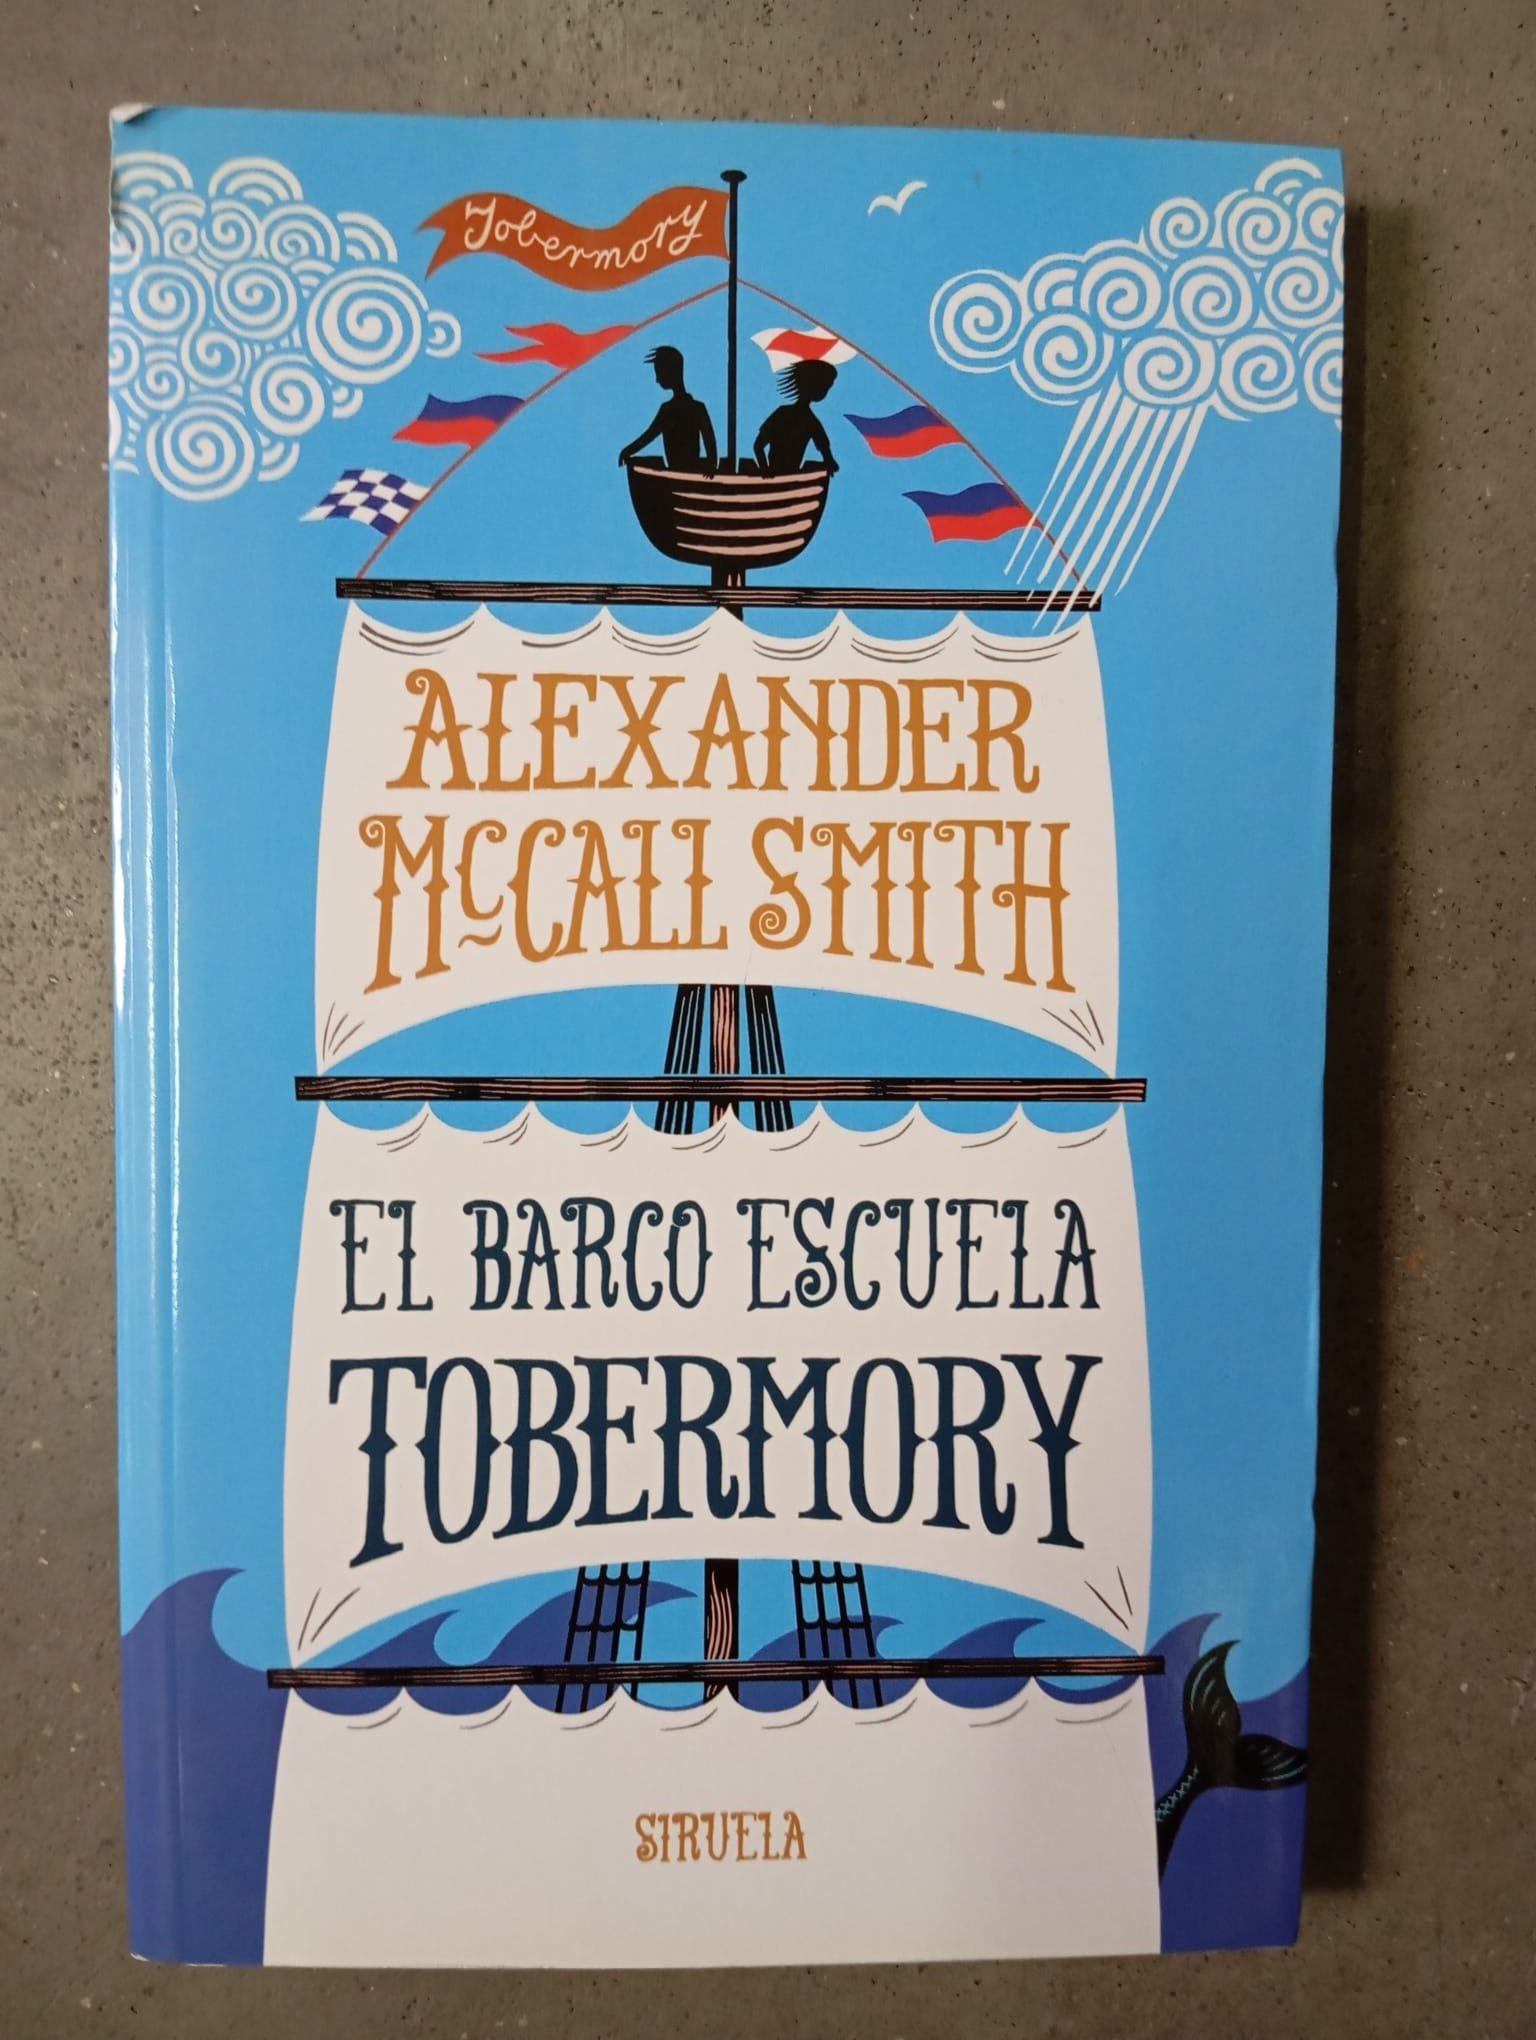 Tobermory
ALEXANDER
McCALL SMITH
EL BARCO ESCUELA
TOBERMORY
SIRUELA